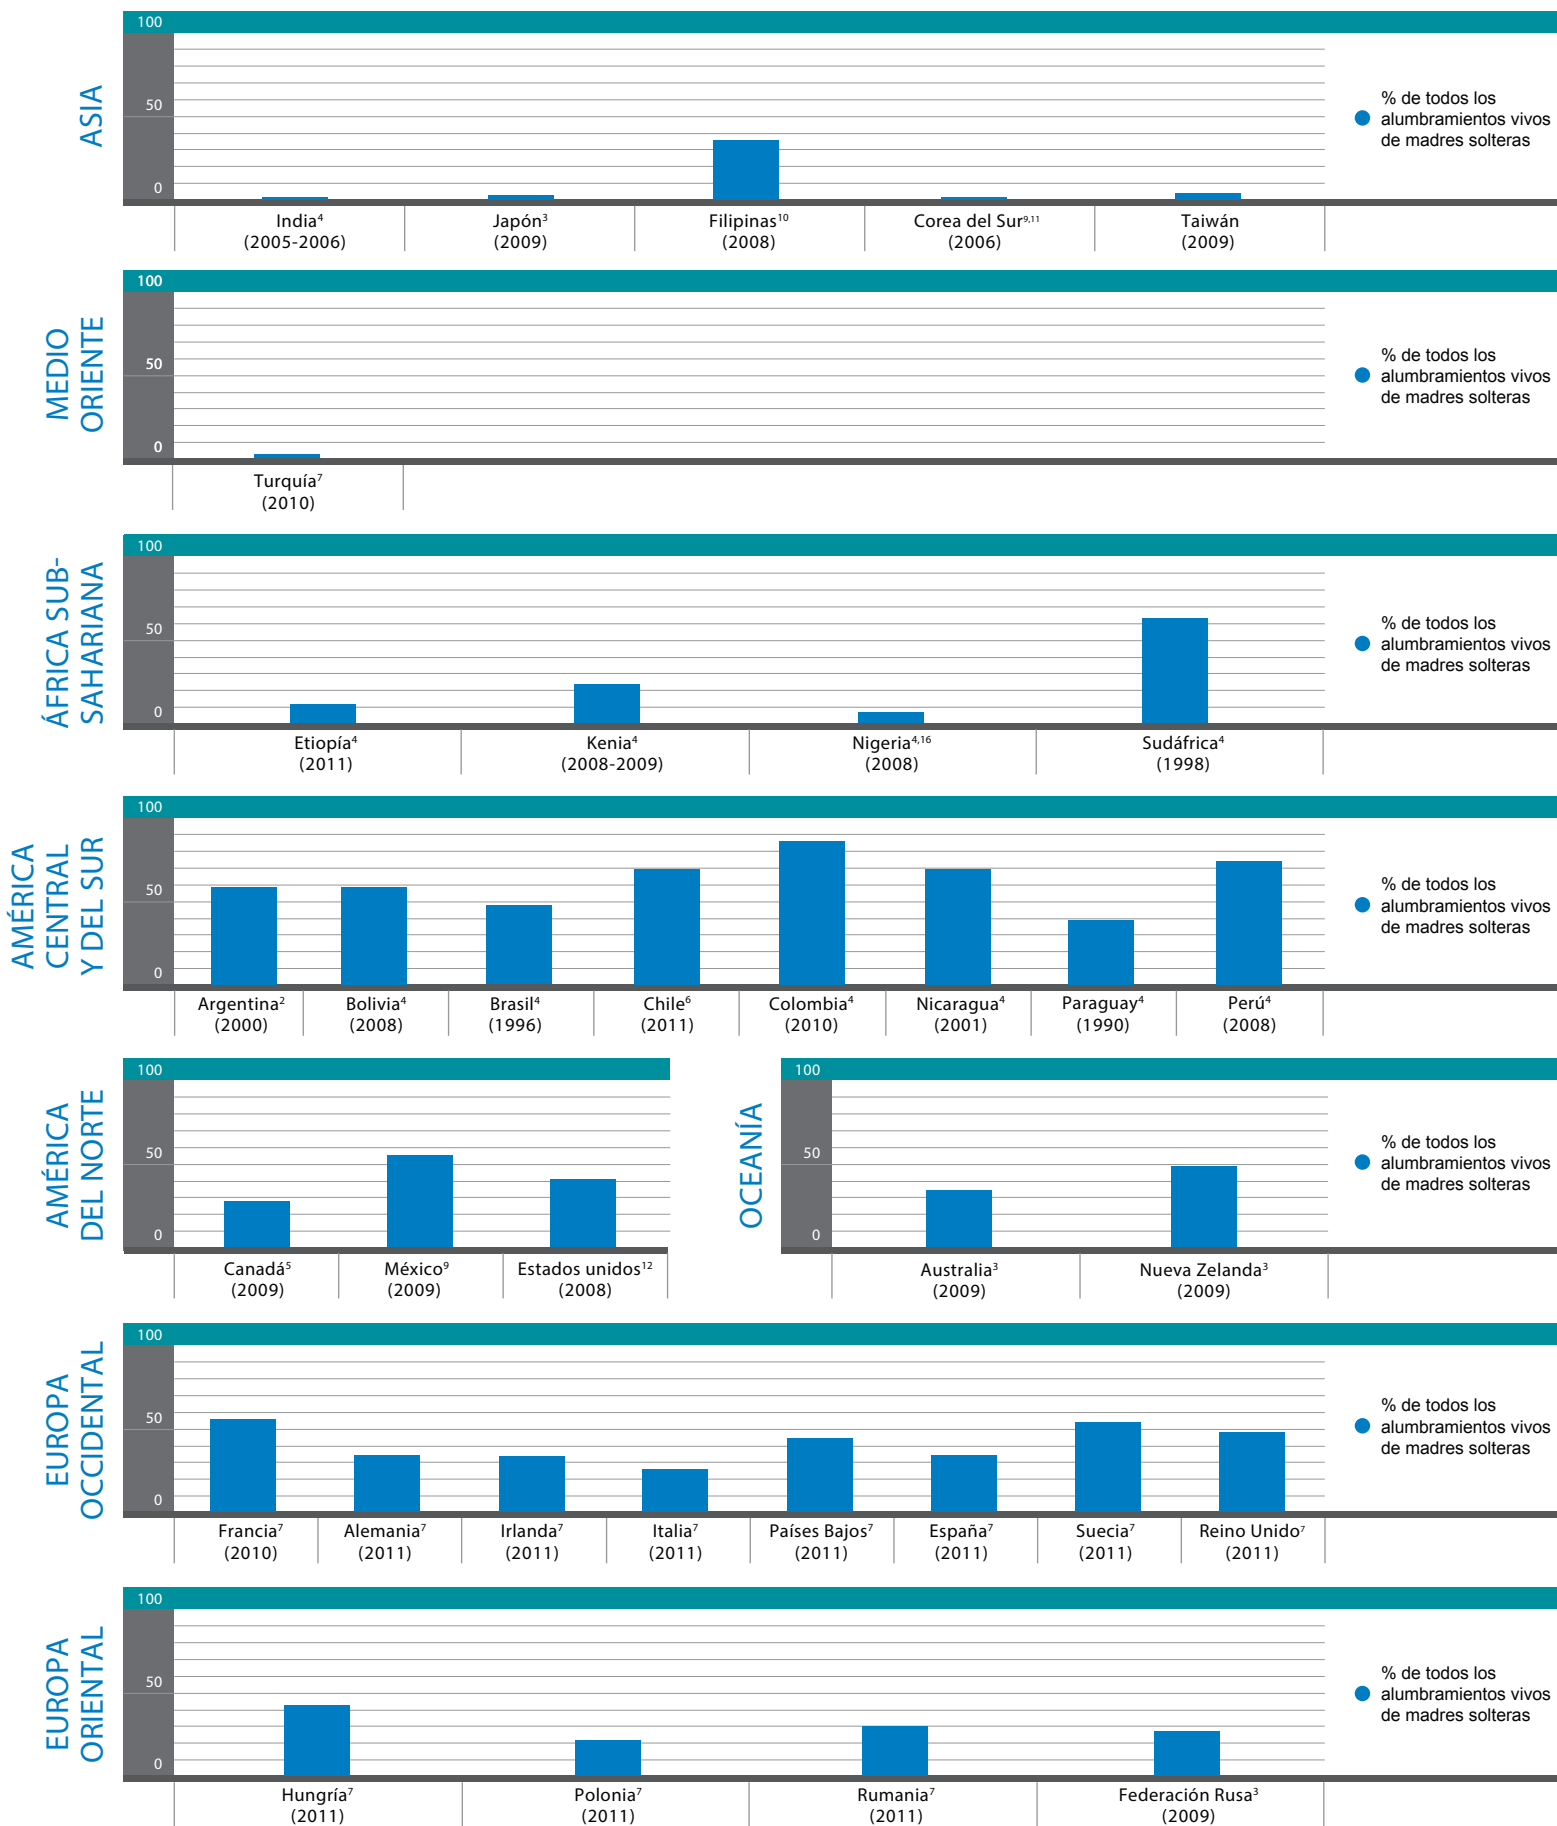 ASIA
100
50
0
% de todos los
alumbramientos vivos
de madres solteras
India⁴
(2005-2006)
Japón³
(2009)
Filipinas¹⁰
(2008)
Corea del Sur⁹,¹¹
(2006)
Taiwán
(2009)
MEDIO
ORIENTE
100
50
0
% de todos los
alumbramientos vivos
de madres solteras
Turquía⁷
(2010)
ÁFRICA SUB-
SAHARIANA
100
50
0
% de todos los
alumbramientos vivos
de madres solteras
Etiopía⁴
(2011)
Kenia⁴
(2008-2009)
Nigeria⁴,¹⁶
(2008)
Sudáfrica⁴
(1998)
AMÉRICA
CENTRAL
Y DEL SUR
100
50
0
% de todos los
alumbramientos vivos
de madres solteras
Argentina²
(2000)
Bolivia⁴
(2008)
Brasil⁴
(1996)
Chile⁶
(2011)
Colombia⁴
(2010)
Nicaragua⁴
(2001)
Paraguay⁴
(1990)
Perú⁴
(2008)
AMÉRICA
DEL NORTE
100
50
0
Canadá⁵
(2009)
México⁹
(2009)
Estados unidos¹²
(2008)
OCEANÍA
100
50
0
% de todos los
alumbramientos vivos
de madres solteras
Australia³
(2009)
Nueva Zelanda³
(2009)
EUROPA
OCCIDENTAL
100
50
0
% de todos los
alumbramientos vivos
de madres solteras
Francia⁷
(2010)
Alemania⁷
(2011)
Irlanda⁷
(2011)
Italia⁷
(2011)
Países Bajos⁷
(2011)
España⁷
(2011)
Suecia⁷
(2011)
Reino Unido⁷
(2011)
EUROPA
ORIENTAL
100
50
0
% de todos los
alumbramientos vivos
de madres solteras
Hungría⁷
(2011)
Polonia⁷
(2011)
Rumania⁷
(2011)
Federación Rusa³
(2009)